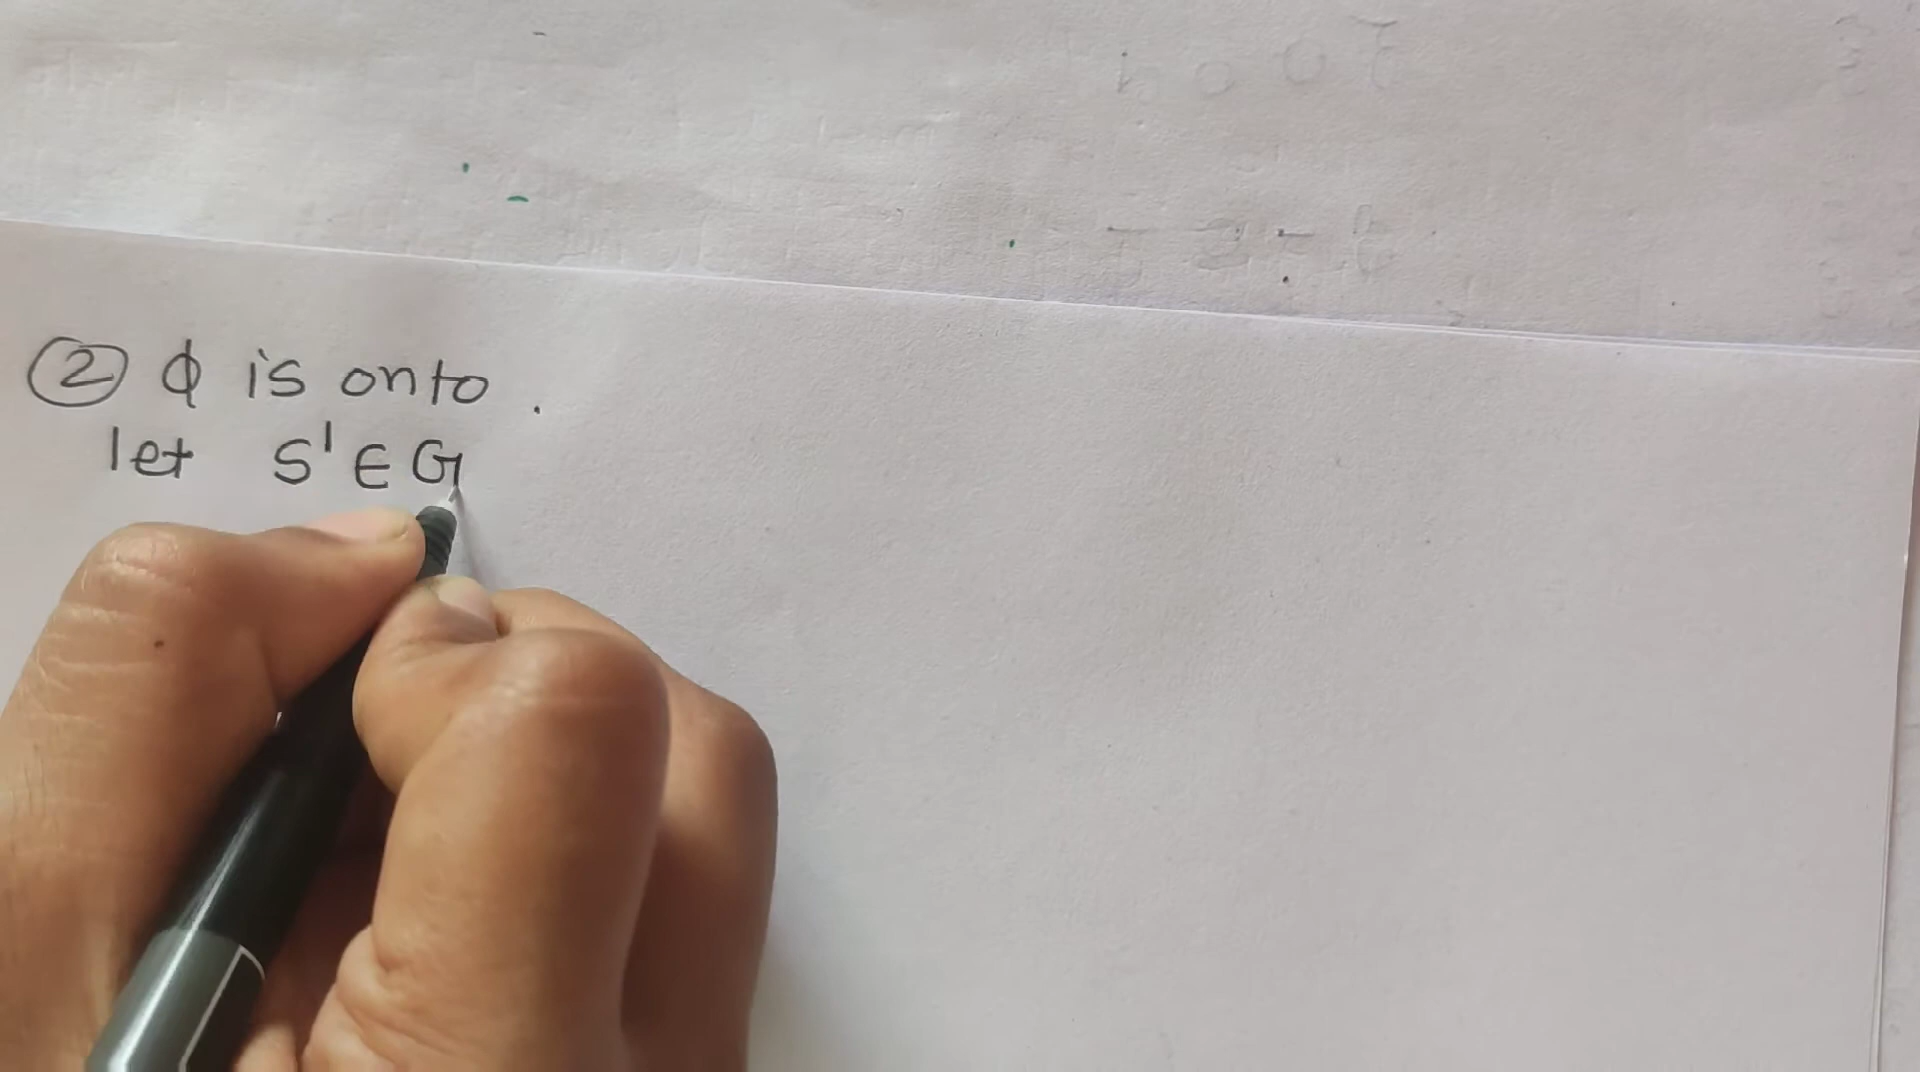 ② ϕ is onto .
let S' ∈ G